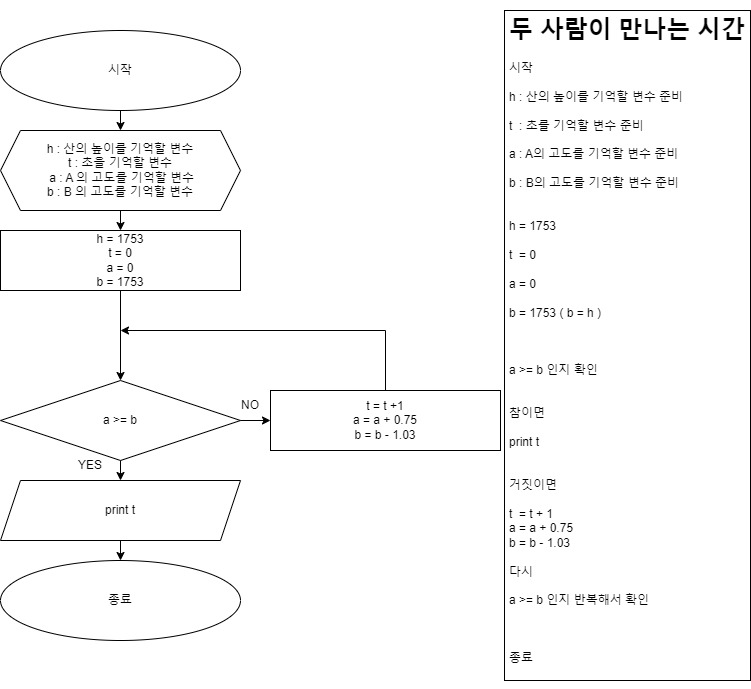 시작
h : 산의 높이를 기억할 변수
t : 초을 기억할 변수
a : A 의 고도를 기억할 변수
b : B 의 고도를 기억할 변수
h = 1753
t = 0
a = 0
b = 1753
a >= b
NO
t = t +1
a = a + 0.75
b = b - 1.03
YES
print t
종료
두 사람이 만나는 시간
시작
h : 산의 높이를 기억할 변수 준비
t : 초를 기억할 변수 준비
a : A의 고도를 기억할 변수 준비
b : B의 고도를 기억할 변수 준비
h = 1753
t = 0
a = 0
b = 1753 ( b = h )
a >= b 인지 확인
참이면
print t
거짓이면
t = t + 1
a = a + 0.75
b = b - 1.03
다시
a >= b 인지 반복해서 확인
종료